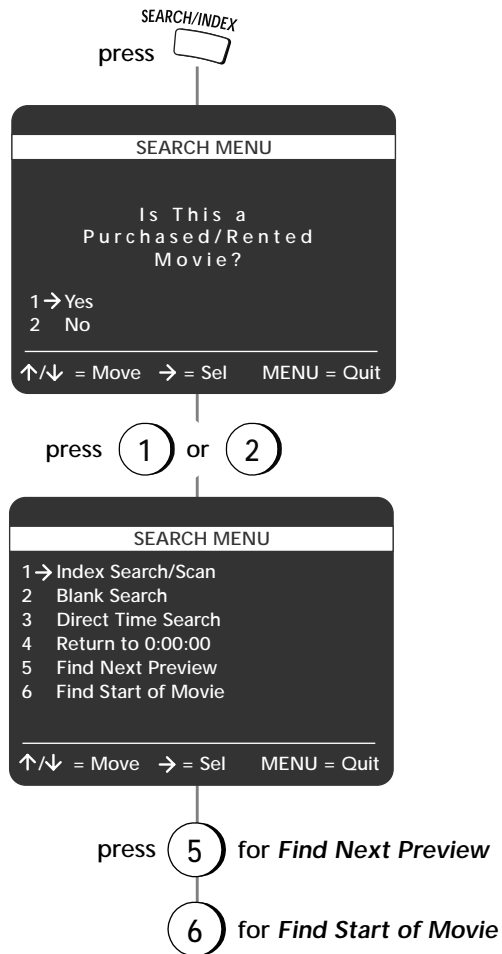 SEARCH/INDEX
press
SEARCH MENU
Is This a
Purchased/Rented
Movie?
1→Yes
2 No
↑/↓ = Move → = Sel MENU = Quit
press 1 or 2
SEARCH MENU
1→Index Search/Scan
2 Blank Search
3 Direct Time Search
4 Return to 0:00:00
5 Find Next Preview
6 Find Start of Movie
↑/↓ = Move → = Sel MENU = Quit
press 5 for Find Next Preview
6 for Find Start of Movie